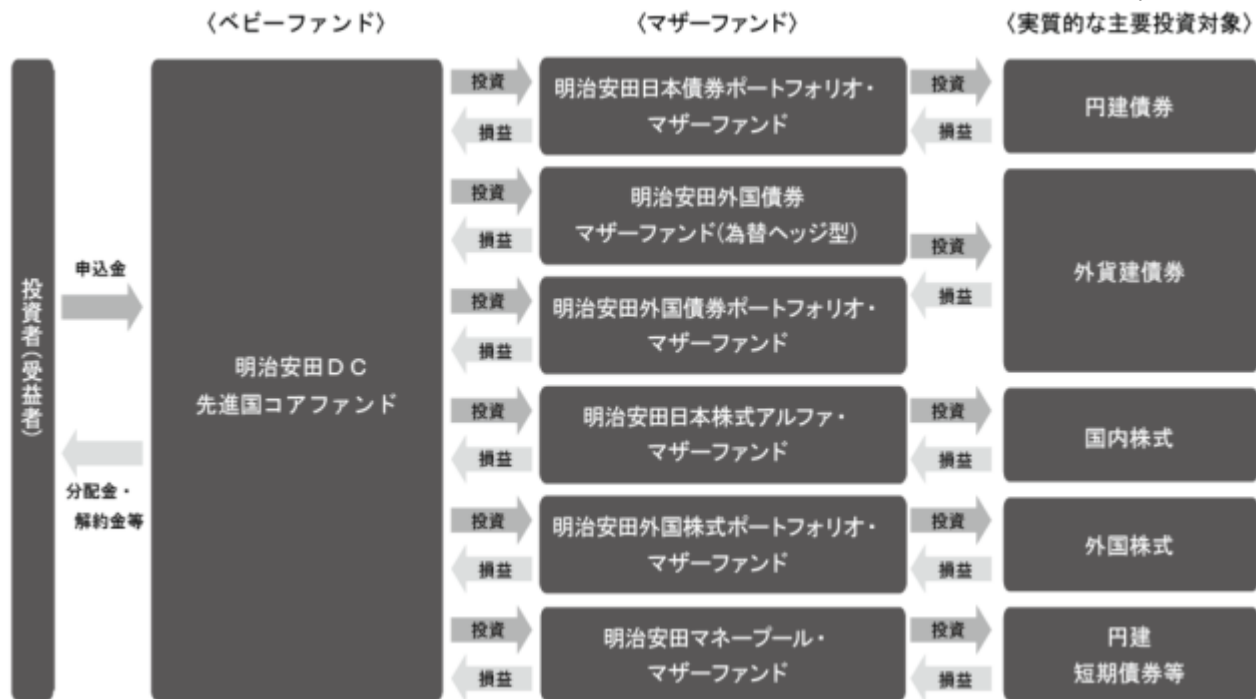 〈ベビーファンド〉
〈マザーファンド〉
〈実質的な主要投資対象〉
投資者(受益者)
申込金
分配金・
解約金等
明治安田DC
先進国コアファンド
投資
損益
明治安田日本債券ポートフォリオ・
マザーファンド
投資
損益
円建債券
投資
損益
明治安田外国債券
マザーファンド(為替ヘッジ型)
投資
損益
明治安田外国債券ポートフォリオ・
マザーファンド
投資
損益
外貨建債券
投資
損益
明治安田日本株式アルファ・
マザーファンド
投資
損益
国内株式
投資
損益
明治安田外国株式ポートフォリオ・
マザーファンド
投資
損益
外国株式
投資
損益
明治安田マネープール・
マザーファンド
投資
損益
円建
短期債券等